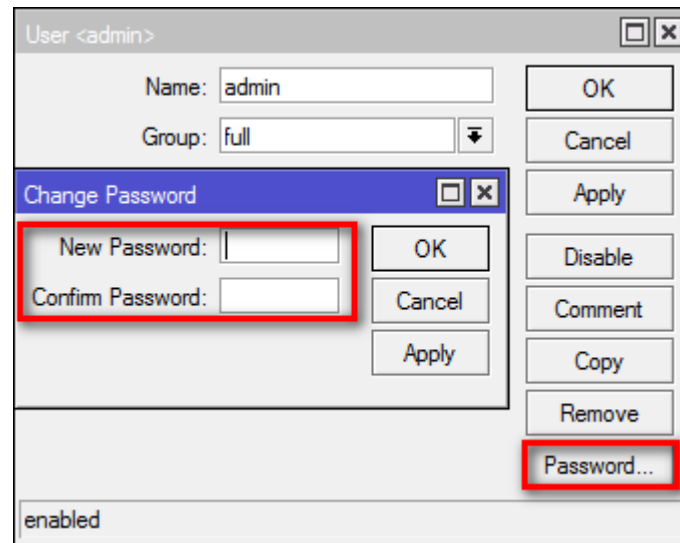 User <admin>
Name: admin
OK
Group: full
Cancel
Apply
Change Password
New Password:
OK
Confirm Password:
Cancel
Apply
Disable
Comment
Copy
Remove
Password...
enabled